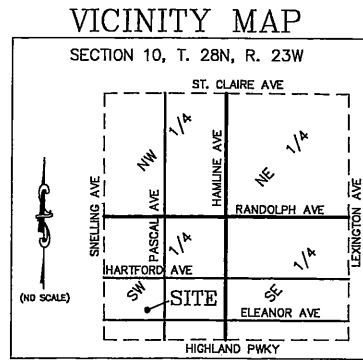 VICINITY MAP
SECTION 10, T. 28N, R. 23W
ST. CLAIRE AVE
NW 1/4
NE 1/4
SNELLING AVE
PASCAL AVE
HAMLINE AVE
LEXINGTON AVE
RANDOLPH AVE
1/4
1/4
HARTFORD AVE
SW
SE
SITE
ELEANOR AVE
(NO SCALE)
HIGHLAND PWKY